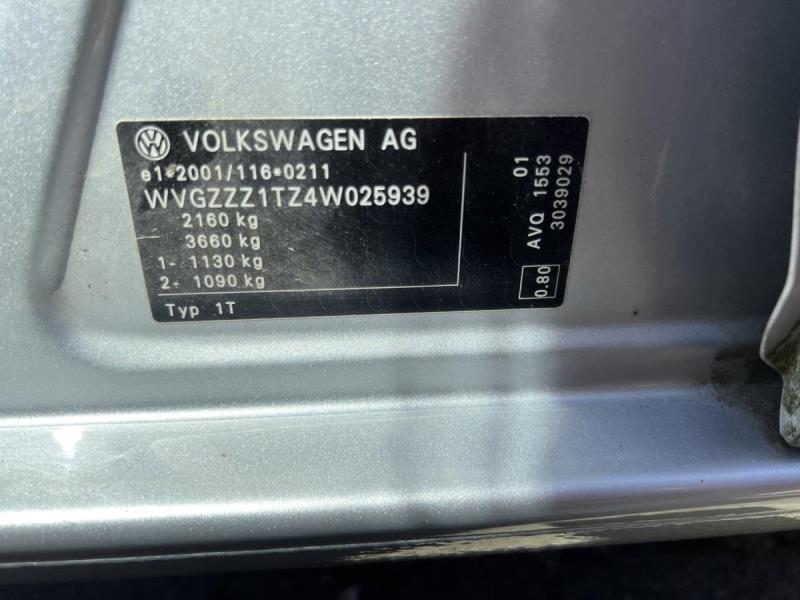 VOLKSWAGEN AG
e1*2001/116*0211
WVGZZZ1TZ4W025939
2160 kg
3660 kg
1- 1130 kg
2- 1090 kg
Typ 1T
01
AVQ 1553
3039029
0.80